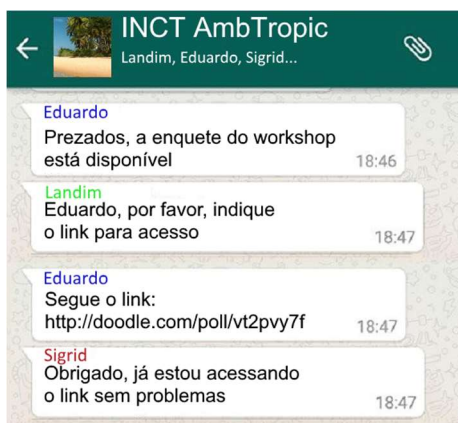 INCT AmbTropic
Landim, Eduardo, Sigrid...
Eduardo
Prezados, a enquete do workshop
está disponível
18:46
Landim
Eduardo, por favor, indique
o link para acesso
18:47
Eduardo
Segue o link:
http://doodle.com/poll/vt2pvy7f
18:47
Sigrid
Obrigado, já estou acessando
o link sem problemas
18:47